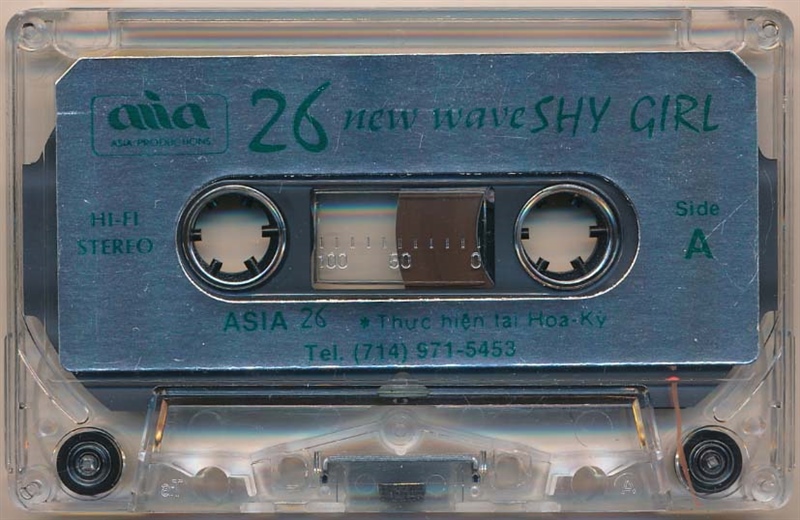 asia
ASIA PRODUCTIONS
26 new wave SHY GIRL
HI-FI
STEREO
Side
A
100 50 0
ASIA 26 * Thực hiện tại Hoa-Kỳ
Tel. (714) 971-5453